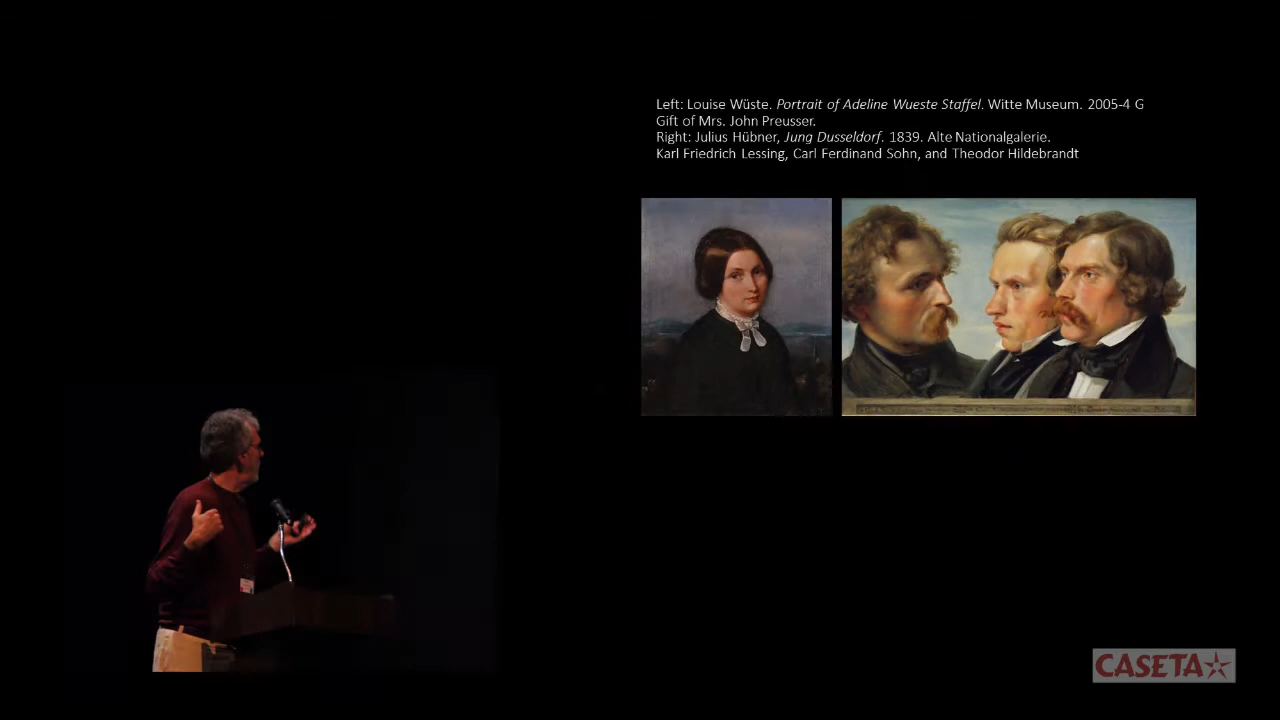 Left: Louise Wüste. Portrait of Adeline Wueste Staffel. Witte Museum. 2005-4 G
Gift of Mrs. John Preusser.
Right: Julius Hübner, Jung Dusseldorf. 1839. Alte Nationalgalerie.
Karl Friedrich Lessing, Carl Ferdinand Sohn, and Theodor Hildebrandt
CASETA